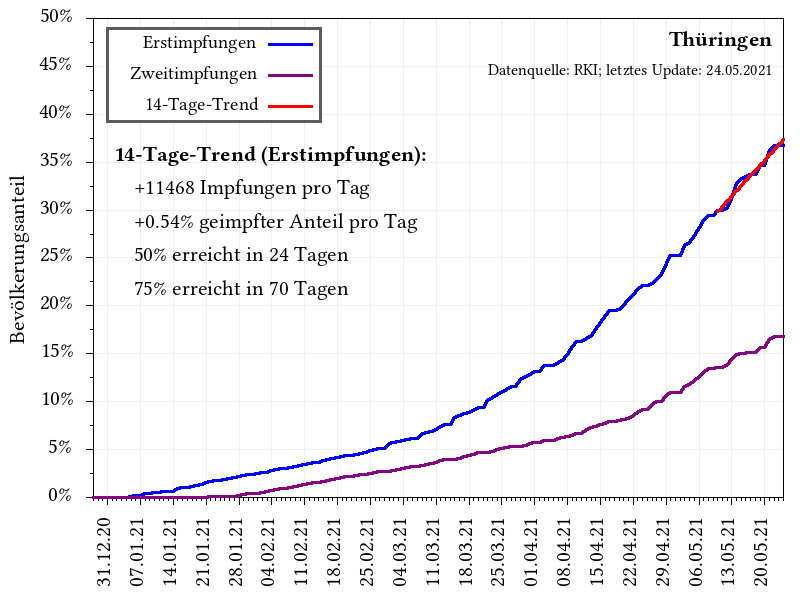 Thüringen
Datenquelle: RKI; letztes Update: 24.05.2021
Erstimpfungen
Zweitimpfungen
14-Tage-Trend
14-Tage-Trend (Erstimpfungen):
+11468 Impfungen pro Tag
+0.54% geimpfter Anteil pro Tag
50% erreicht in 24 Tagen
75% erreicht in 70 Tagen
Bevölkerungsanteil
50%
45%
40%
35%
30%
25%
20%
15%
10%
5%
0%
31.12.20
07.01.21
14.01.21
21.01.21
28.01.21
04.02.21
11.02.21
18.02.21
25.02.21
04.03.21
11.03.21
18.03.21
25.03.21
01.04.21
08.04.21
15.04.21
22.04.21
29.04.21
06.05.21
13.05.21
20.05.21